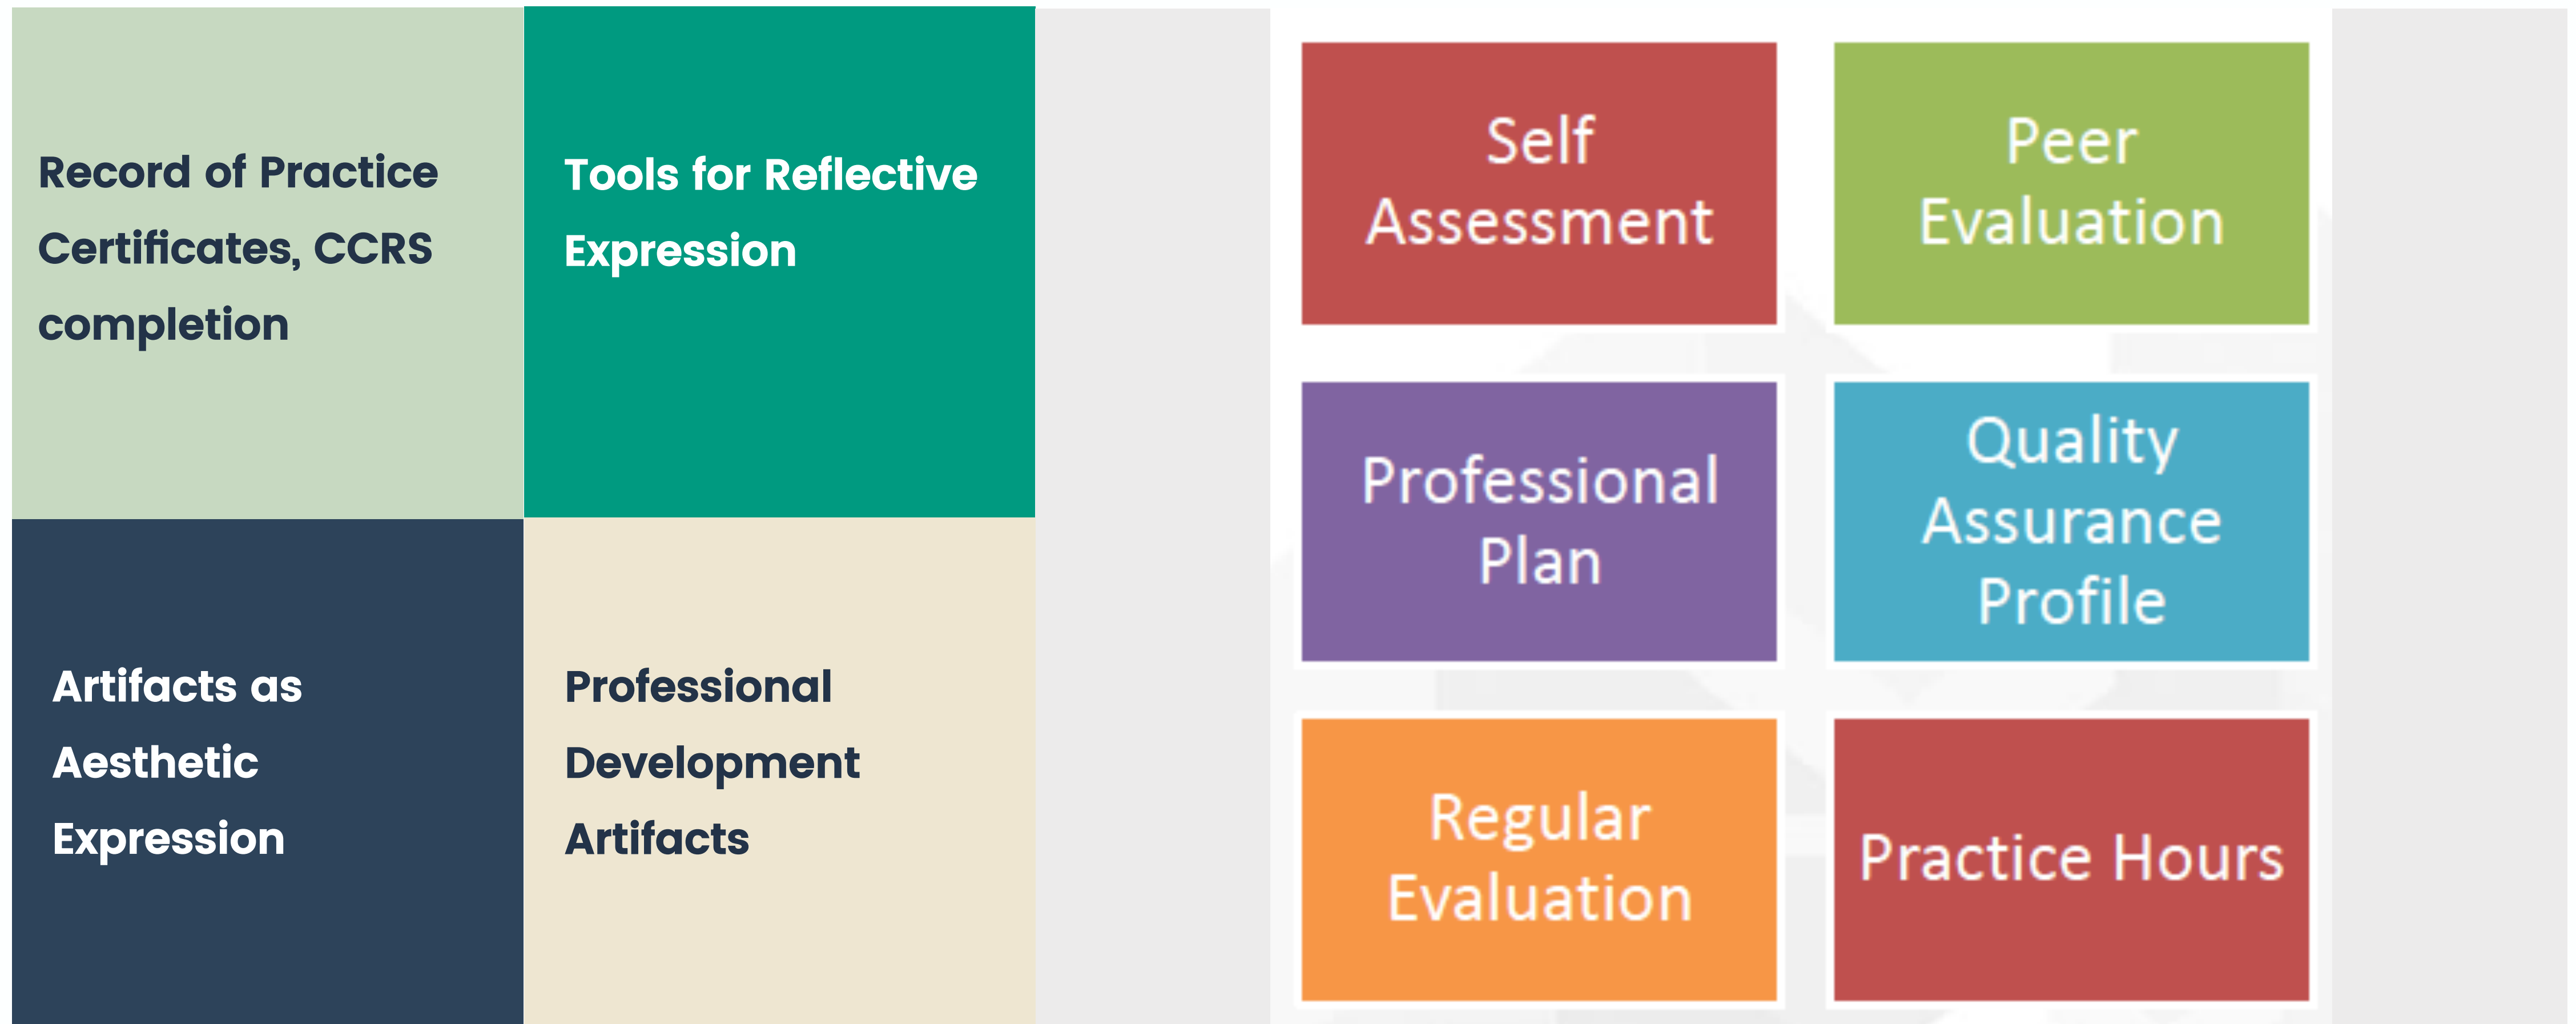 Record of Practice
Certificates, CCRS
completion
Tools for Reflective
Expression
Artifacts as
Aesthetic
Expression
Professional
Development
Artifacts
Self
Assessment
Peer
Evaluation
Professional
Plan
Quality
Assurance
Profile
Regular
Evaluation
Practice Hours